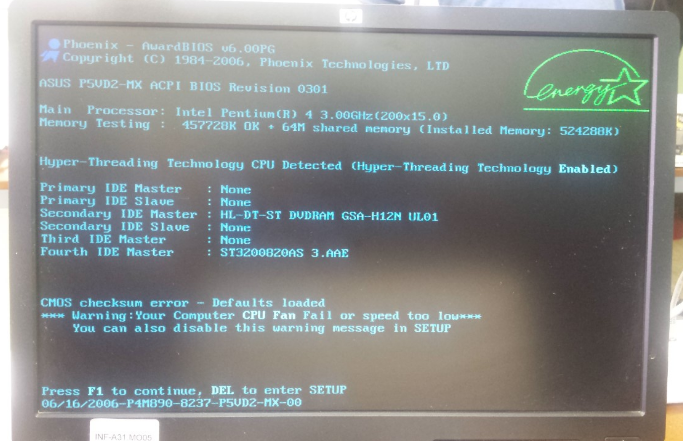 Phoenix - AwardBIOS v6.00PG
Copyright (C) 1984-2006, Phoenix Technologies, LTD
energy
ASUS P5VD2-MX ACPI BIOS Revision 0301
Main Processor: Intel Pentium(R) 4 3.00GHz(200x15.0)
Memory Testing : 457728K OK + 64M shared memory (Installed Memory: 524288K)
Hyper-Threading Technology CPU Detected (Hyper-Threading Technology Enabled)
Primary IDE Master : None
Primary IDE Slave : None
Secondary IDE Master : HL-DT-ST DVDRAM GSA-H12N UL01
Secondary IDE Slave : None
Third IDE Master : None
Fourth IDE Master : ST3200820AS 3.AAE
CMOS checksum error - Defaults loaded
*** Warning:Your Computer CPU Fan Fail or speed too low***
You can also disable this warning message in SETUP
Press F1 to continue, DEL to enter SETUP
06/16/2006-P4M890-8237-P5VD2-MX-00
INF-A31 MO05